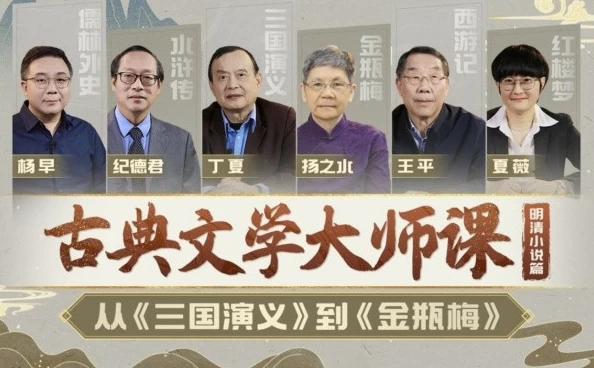 儒林外史
水浒传
三国演义
金瓶梅
西游记
红楼梦
杨早
纪德君
丁夏
扬之水
王平
夏薇
古典文学大师课
明清小说篇
从《三国演义》到《金瓶梅》